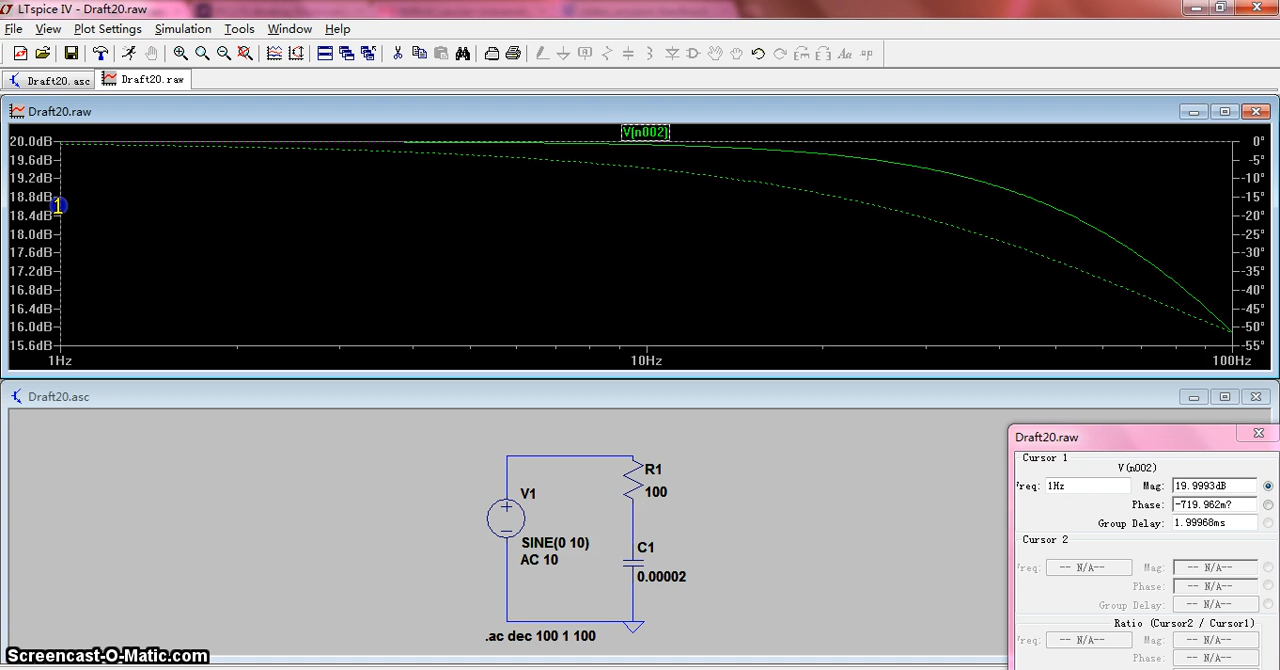 LTspice IV - Draft20.raw
File View Plot Settings Simulation Tools Window Help
Draft20.asc Draft20.raw
Draft20.raw
V(n002)
20.0dB 0°
19.6dB -5°
19.2dB -10°
18.8dB -15°
1
18.4dB -20°
18.0dB -25°
17.6dB -30°
17.2dB -35°
16.8dB -40°
16.4dB -45°
16.0dB -50°
15.6dB -55°
1Hz 10Hz 100Hz
Draft20.asc
V1
SINE(0 10)
AC 10
R1
100
C1
0.00002
.ac dec 100 1 100
Draft20.raw
Cursor 1
V(n002)
Freq: 1Hz Mag: 19.9993dB
Phase: -719.962m?
Group Delay: 1.99968ms
Cursor 2
Freq: -- N/A-- Mag: -- N/A--
Phase: -- N/A--
Group Delay: -- N/A--
Ratio (Cursor2 / Cursor1)
Freq: -- N/A-- Mag: -- N/A--
Phase: -- N/A--
Screencast-O-Matic.com